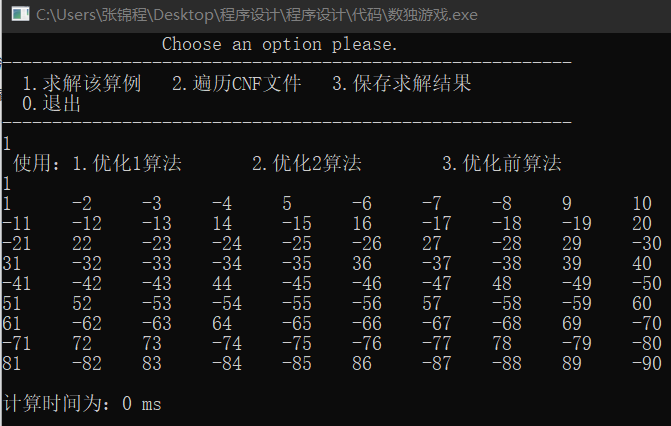 C:\Users\张锦程\Desktop\程序设计\程序设计\代码\数独游戏.exe
Choose an option please.
1.求解该算例 2.遍历CNF文件 3.保存求解结果
0.退出
1
使用：1.优化1算法 2.优化2算法 3.优化前算法
1
1 -2 -3 -4 5 -6 -7 -8 9 10
-11 -12 -13 14 -15 16 -17 -18 -19 20
-21 22 -23 -24 -25 -26 27 -28 29 -30
31 -32 -33 -34 -35 36 -37 -38 39 40
-41 -42 -43 44 -45 -46 -47 48 -49 -50
51 52 -53 -54 -55 -56 57 -58 -59 60
61 -62 -63 64 -65 -66 -67 -68 69 -70
-71 72 73 -74 -75 -76 -77 78 -79 -80
81 -82 83 -84 -85 86 -87 -88 -89 -90
计算时间为：0 ms